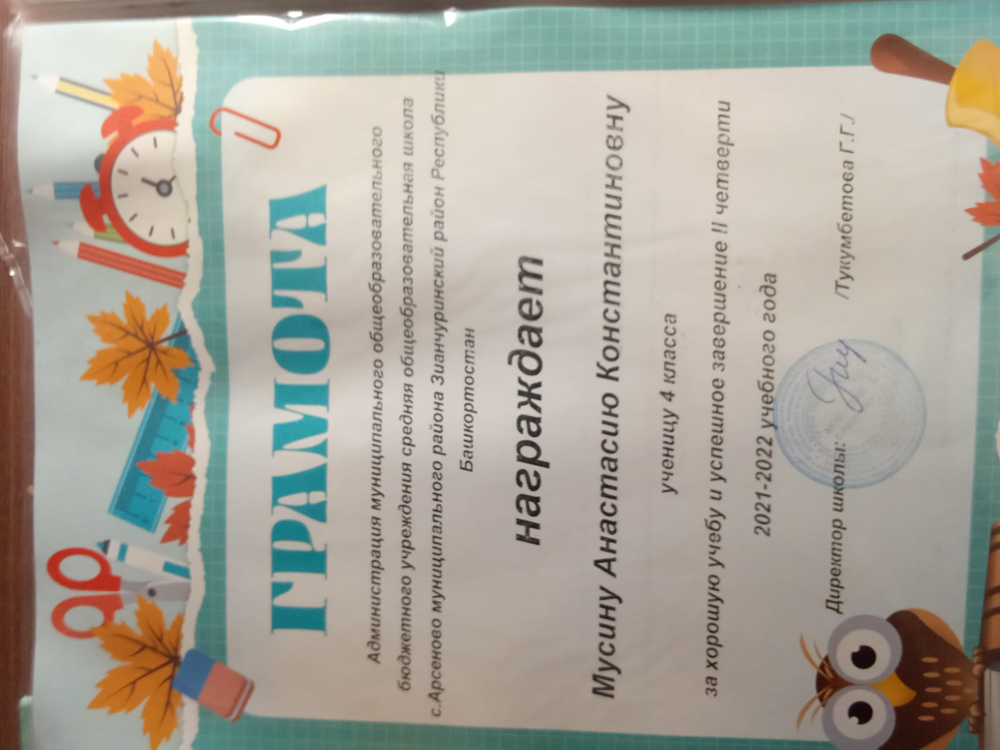 ГРАМОТА
Администрация муниципального общеобразовательного
бюджетного учреждения средняя общеобразовательная школа
с.Арсеново муниципального района Зианчуринский район Республики
Башкортостан
награждает
Мусину Анастасию Константиновну
ученицу 4 класса
за хорошую учебу и успешное завершение II четверти
2021-2022 учебного года
Директор школы: /Тукумбетова Г.Г./